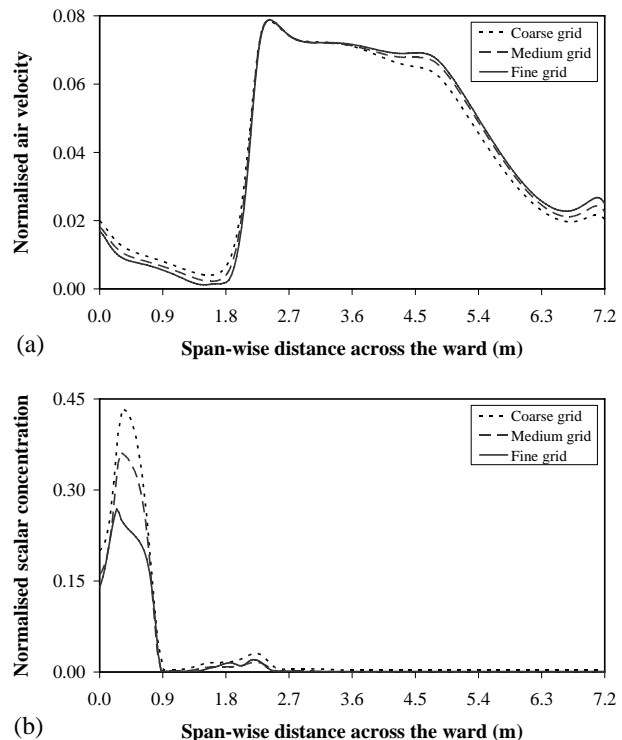 0.08
0.06
0.04
0.02
0.00
Normalised air velocity
Coarse grid
Medium grid
Fine grid
0.0 0.9 1.8 2.7 3.6 4.5 5.4 6.3 7.2
(a)
Span-wise distance across the ward (m)
0.45
0.30
0.15
0.00
Normalised scalar concentration
Coarse grid
Medium grid
Fine grid
0.0 0.9 1.8 2.7 3.6 4.5 5.4 6.3 7.2
(b)
Span-wise distance across the ward (m)